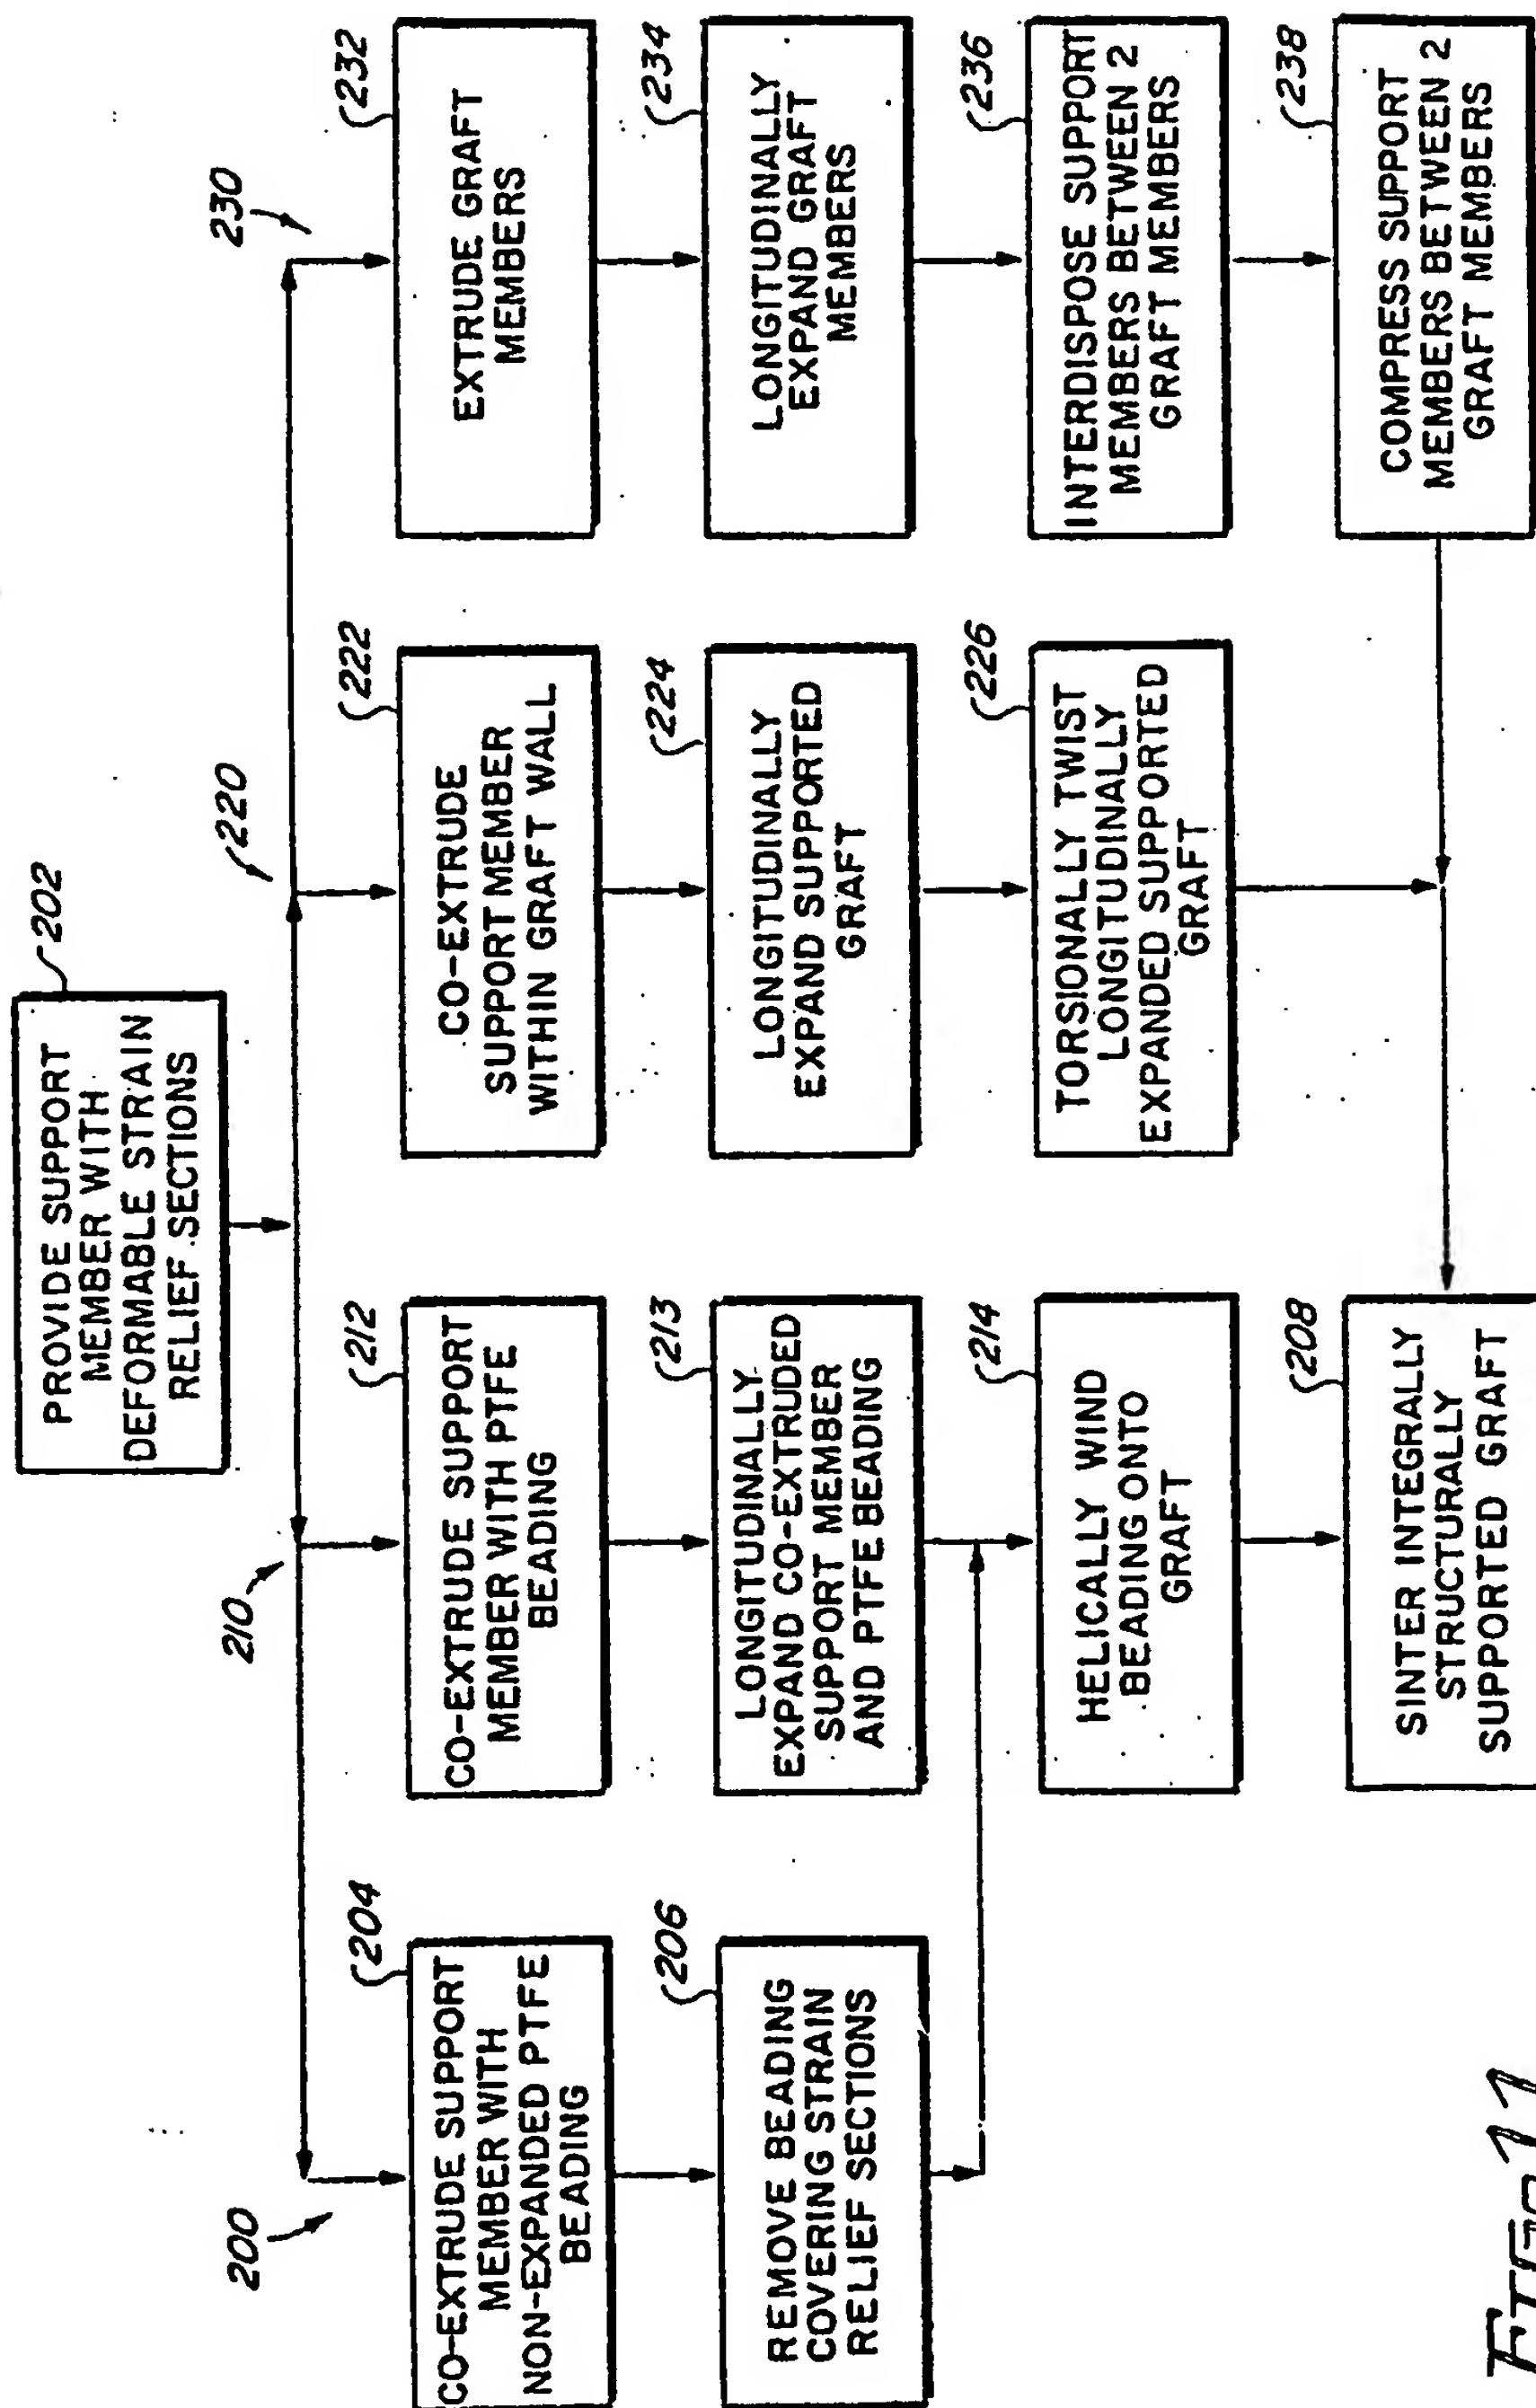 PROVIDE SUPPORT
MEMBER WITH
DEFORMABLE STRAIN
RELIEF SECTIONS
202
200
210
220
230
204
CO-EXTRUDE SUPPORT
MEMBER WITH
NON-EXPANDED PTFE
BEADING
212
CO-EXTRUDE SUPPORT
MEMBER WITH PTFE
BEADING
222
CO-EXTRUDE
SUPPORT MEMBER
WITHIN GRAFT WALL
232
EXTRUDE GRAFT
MEMBERS
206
REMOVE BEADING
COVERING STRAIN
RELIEF SECTIONS
213
LONGITUDINALLY
EXPAND CO-EXTRUDED
SUPPORT MEMBER
AND PTFE BEADING
224
LONGITUDINALLY
EXPAND SUPPORTED
GRAFT
234
LONGITUDINALLY
EXPAND GRAFT
MEMBERS
214
HELICALLY WIND
BEADING ONTO
GRAFT
226
TORSIONALLY TWIST
LONGITUDINALLY
EXPANDED SUPPORTED
GRAFT
236
INTERDISPOSE SUPPORT
MEMBERS BETWEEN 2
GRAFT MEMBERS
208
SINTER INTEGRALLY
STRUCTURALLY
SUPPORTED GRAFT
238
COMPRESS SUPPORT
MEMBERS BETWEEN 2
GRAFT MEMBERS